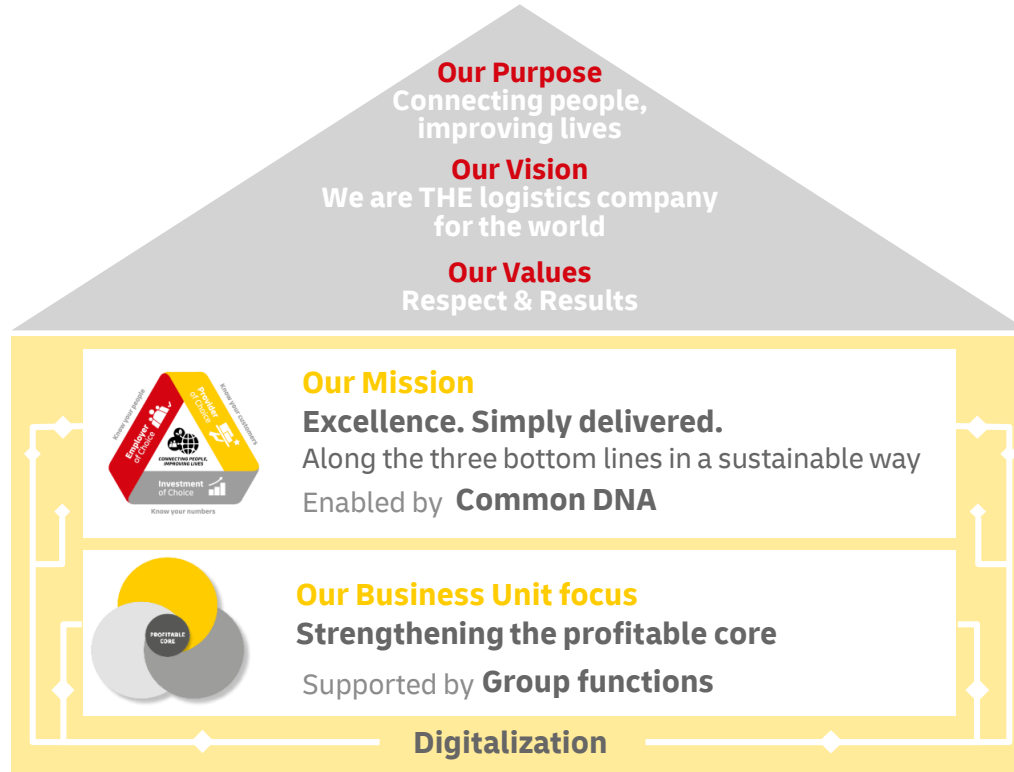 Our Purpose
Connecting people,
improving lives
Our Vision
We are THE logistics company
for the world
Our Values
Respect & Results
Know your people
Know your customers
Employer
of Choice
Provider
of Choice
CONNECTING PEOPLE,
IMPROVING LIVES
Investment
of Choice
Know your numbers
Our Mission
Excellence. Simply delivered.
Along the three bottom lines in a sustainable way
Enabled by Common DNA
PROFITABLE
CORE
Our Business Unit focus
Strengthening the profitable core
Supported by Group functions
Digitalization